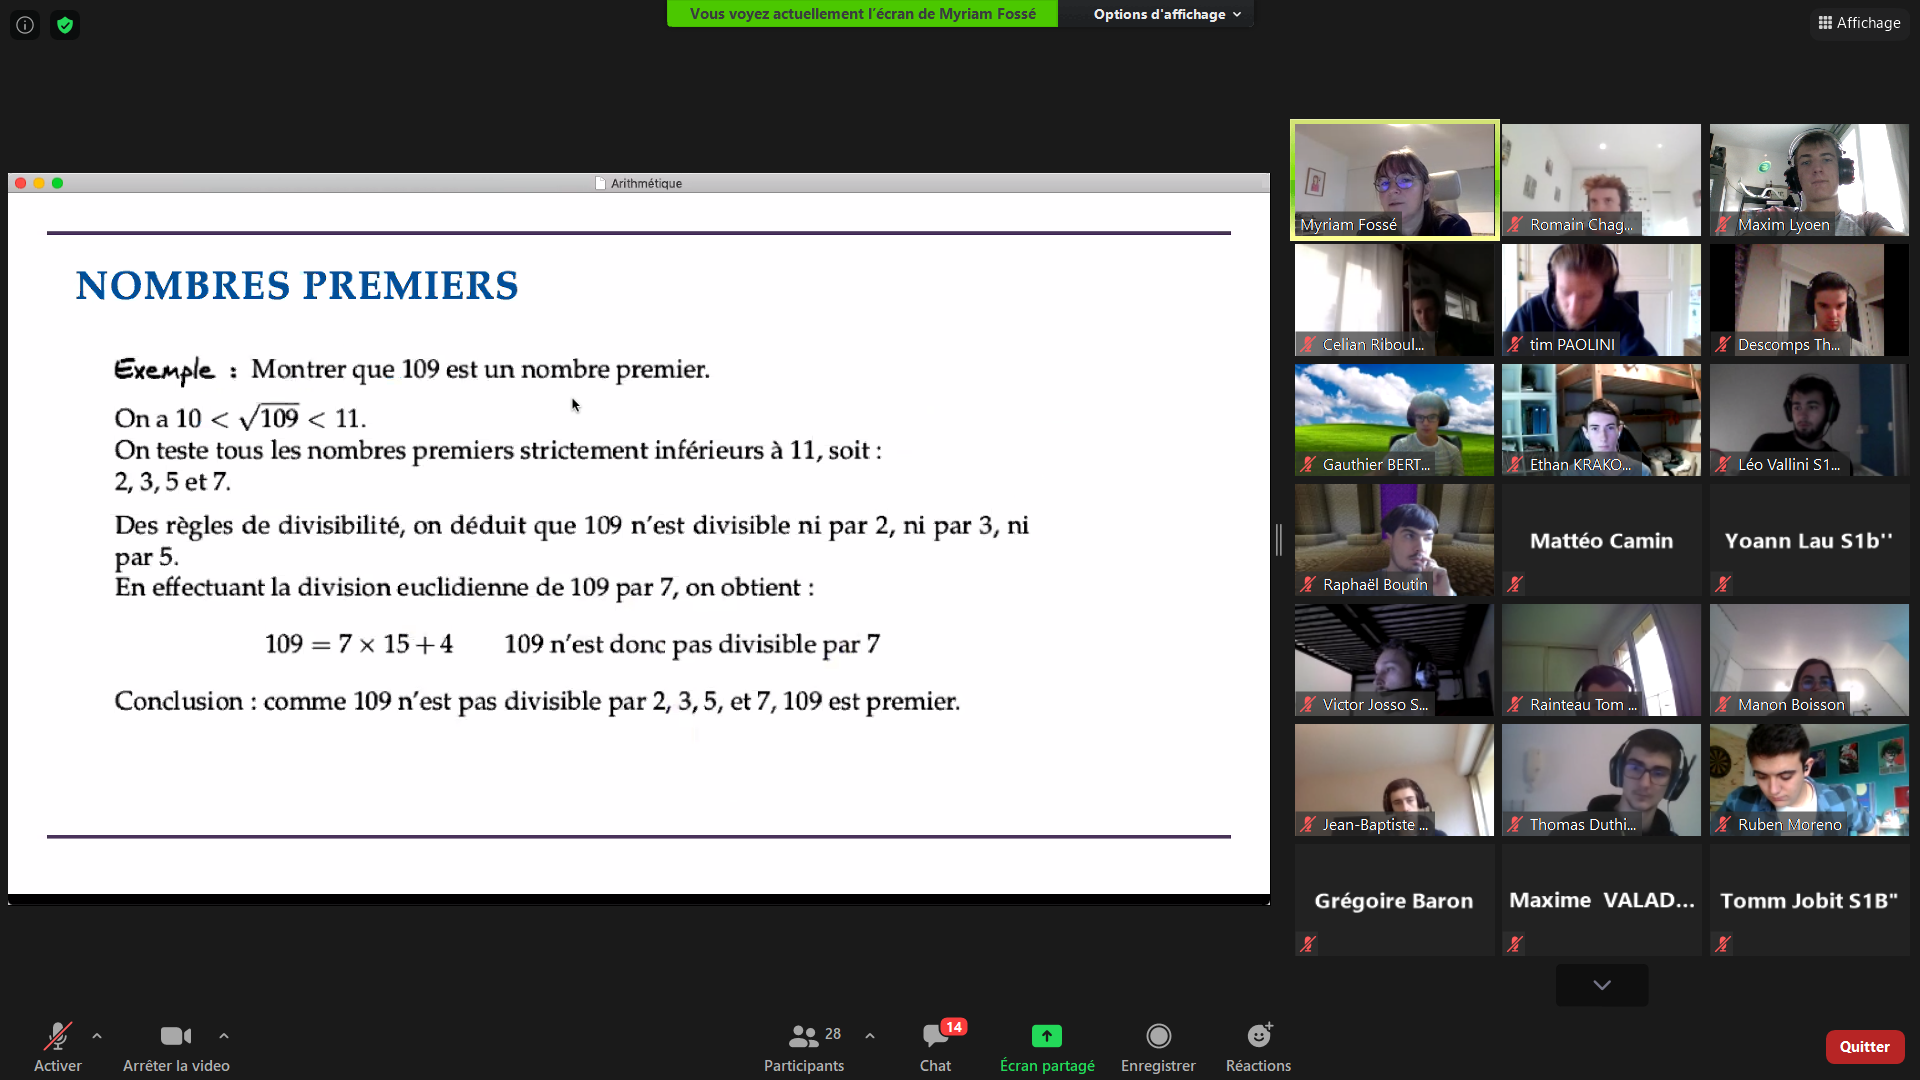 Vous voyez actuellement l'écran de Myriam Fossé
Options d'affichage
Affichage
Arithmétique
NOMBRES PREMIERS
Exemple : Montrer que 109 est un nombre premier.
On a 10 < √109 < 11.
On teste tous les nombres premiers strictement inférieurs à 11, soit :
2, 3, 5 et 7.
Des règles de divisibilité, on déduit que 109 n'est divisible ni par 2, ni par 3, ni
par 5.
En effectuant la division euclidienne de 109 par 7, on obtient :
109 = 7 × 15 + 4 109 n'est donc pas divisible par 7
Conclusion : comme 109 n'est pas divisible par 2, 3, 5, et 7, 109 est premier.
Myriam Fossé
Romain Chag...
Maxim Lyoen
Celian Riboul...
tim PAOLINI
Descomps Th...
Gauthier BERT...
Ethan KRAKO...
Léo Vallini S1...
Raphaël Boutin
Mattéo Camin
Yoann Lau S1b''
Victor Josso S...
Rainteau Tom ...
Manon Boisson
Jean-Baptiste ...
Thomas Duthi...
Ruben Moreno
Grégoire Baron
Maxime VALAD...
Tomm Jobit S1B"
Activer
Arrêter la video
28
Participants
14
Chat
Écran partagé
Enregistrer
Réactions
Quitter